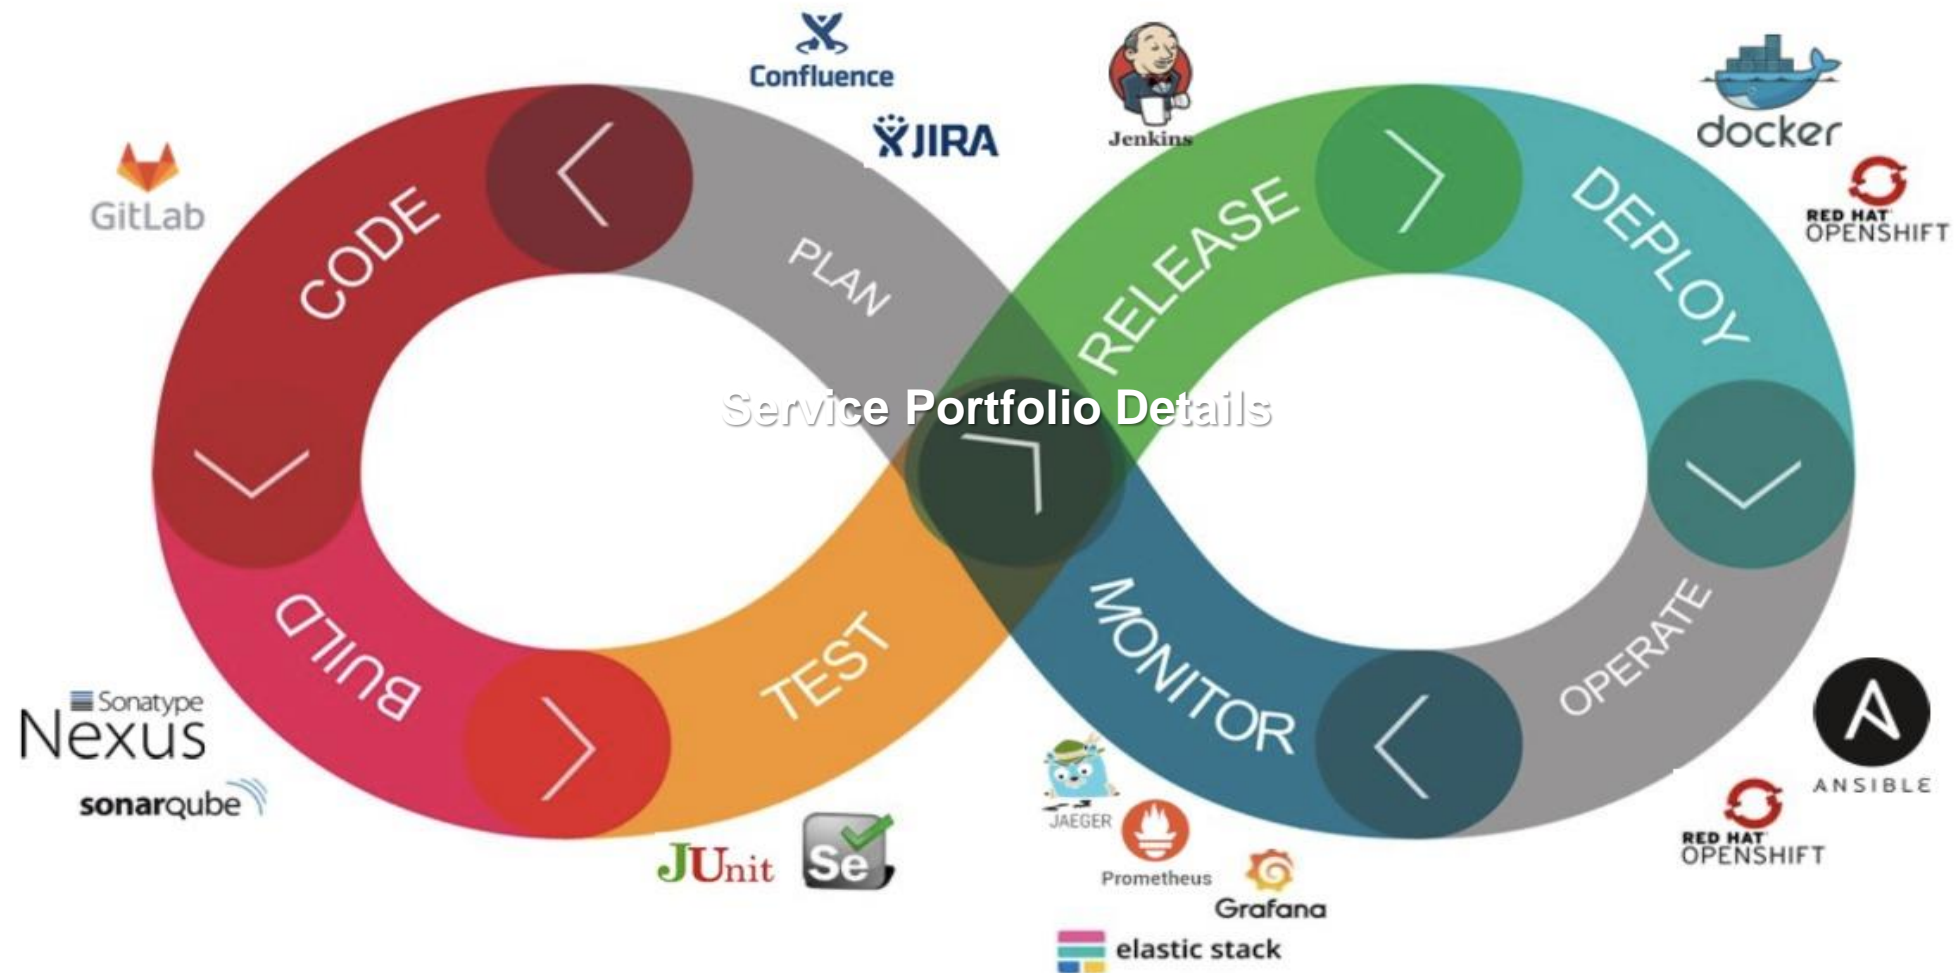 Confluence
JIRA
Jenkins
docker
RED HAT
OPENSHIFT
GitLab
CODE
PLAN
RELEASE
DEPLOY
Service Portfolio Details
BUILD
TEST
MONITOR
OPERATE
Sonatype
Nexus
sonarqube
JUnit
Se
JAEGER
Prometheus
Grafana
elastic stack
ANSIBLE
RED HAT
OPENSHIFT